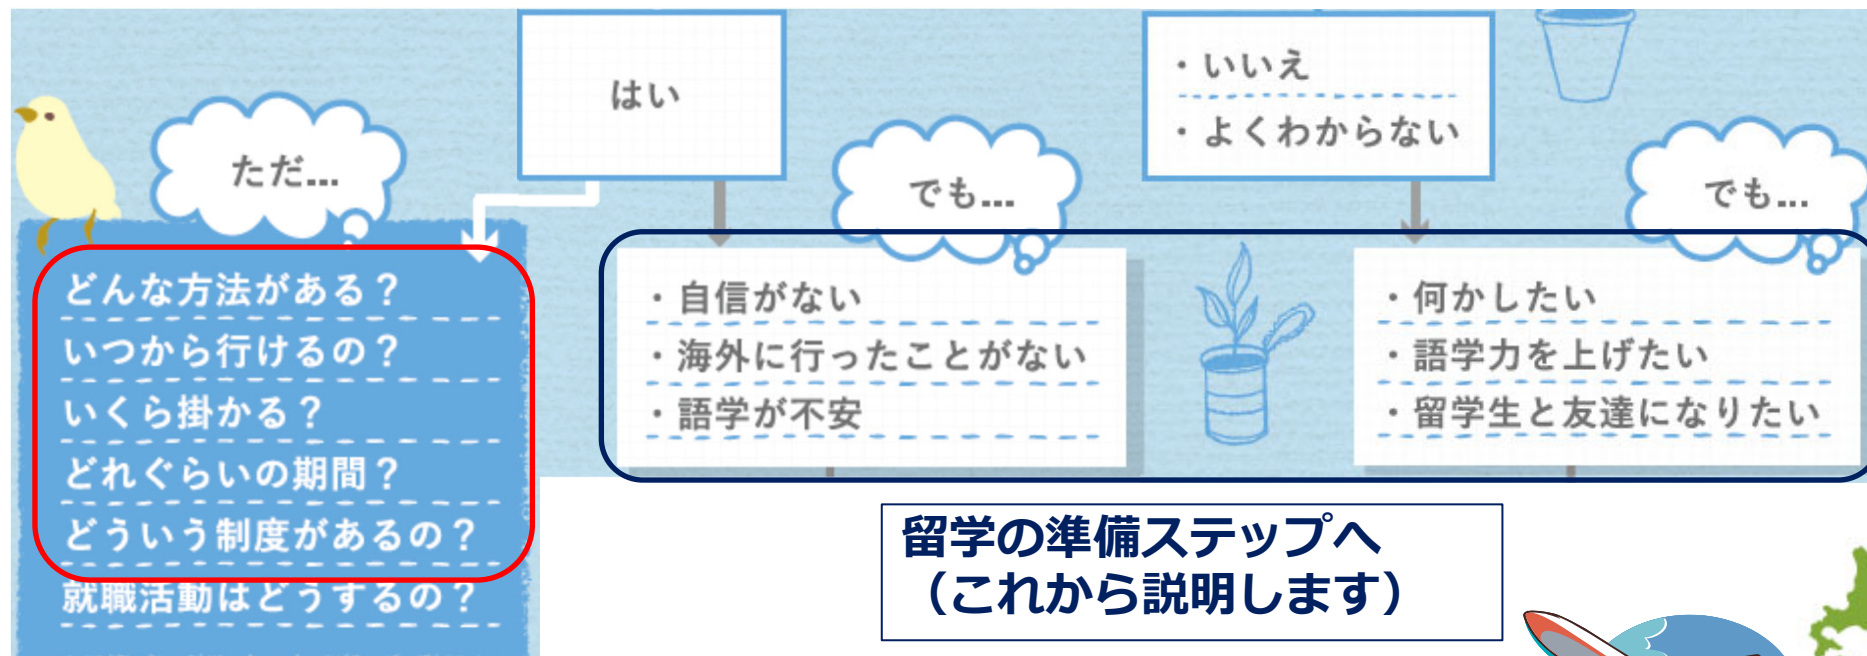 はい
・いいえ
・よくわからない
ただ...
でも...
でも...
どんな方法がある？
いつから行けるの？
いくら掛かる？
どれぐらいの期間？
どういう制度があるの？
就職活動はどうするの？
・自信がない
・海外に行ったことがない
・語学が不安
・何かしたい
・語学力を上げたい
・留学生と友達になりたい
留学の準備ステップへ
（これから説明します）